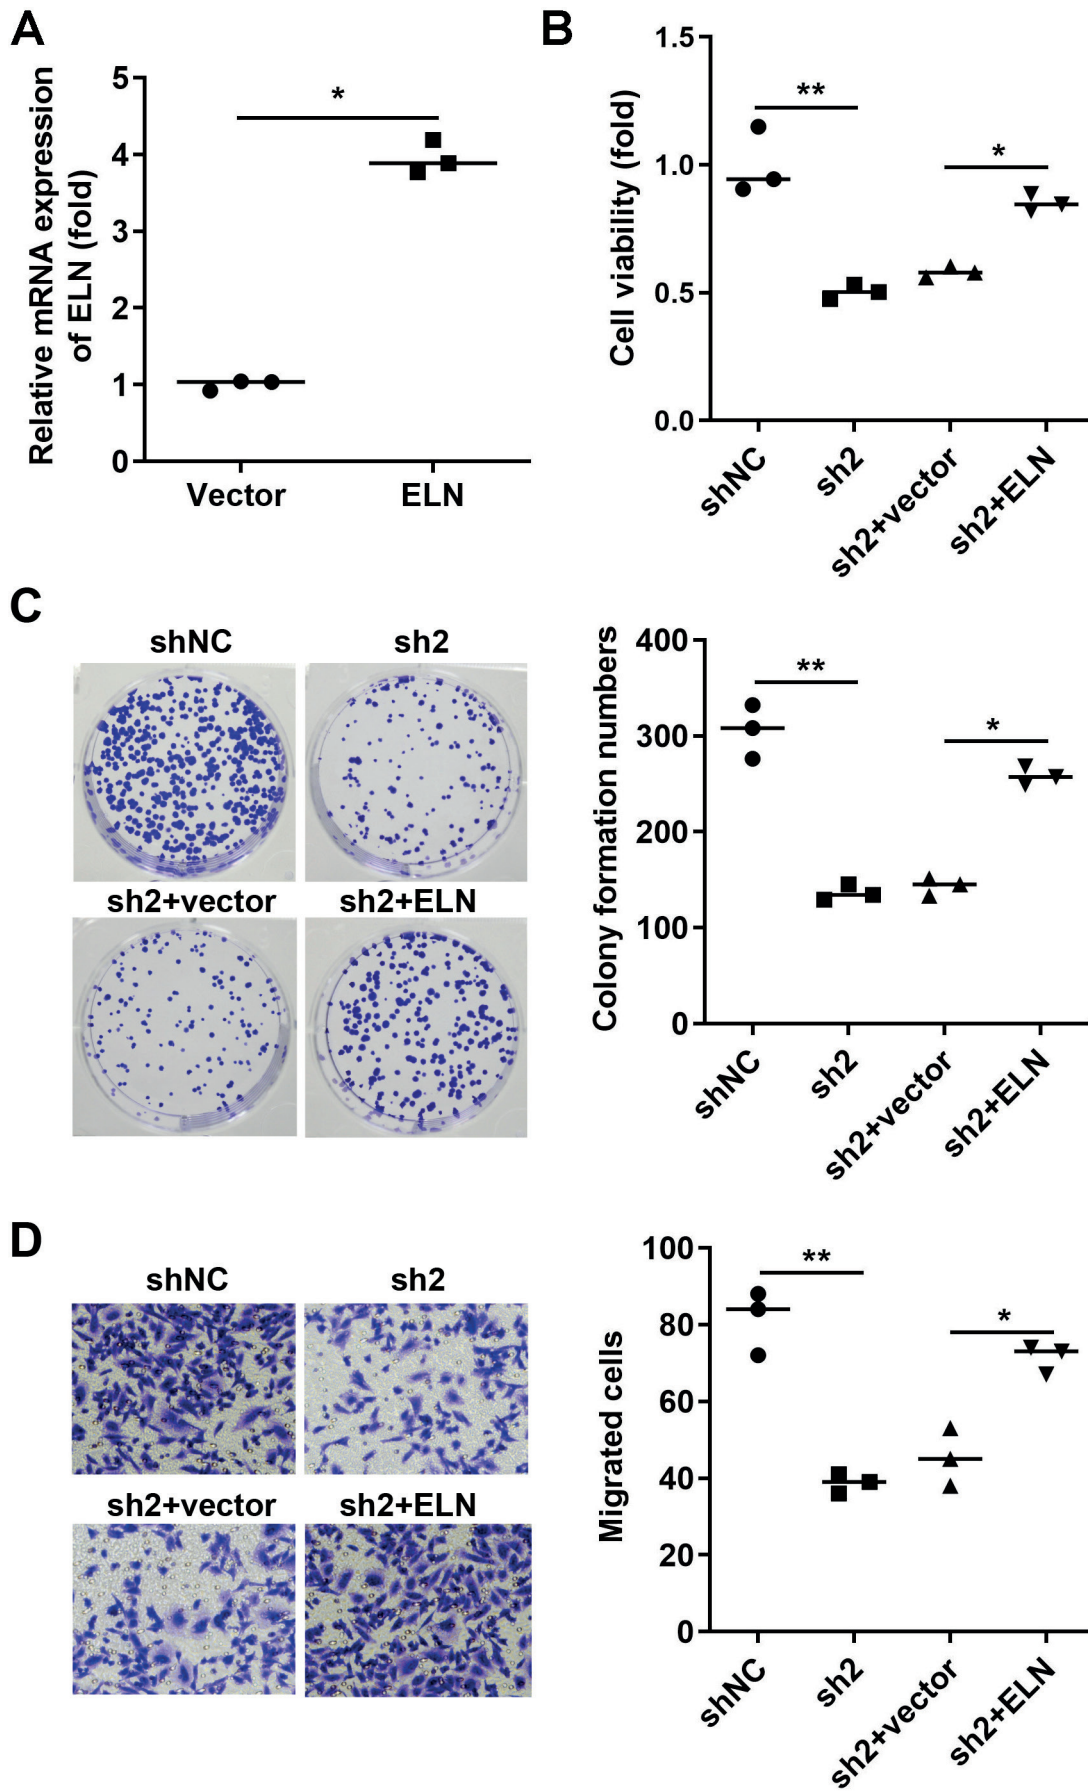 A
Relative mRNA expression
of ELN (fold)
5
4
3
2
1
0
*
Vector
ELN
B
Cell viability (fold)
1.5
1.0
0.5
0.0
**
*
shNC
sh2
sh2+vector
sh2+ELN
C
shNC
sh2
sh2+vector
sh2+ELN
Colony formation numbers
400
300
200
100
0
**
*
shNC
sh2
sh2+vector
sh2+ELN
D
shNC
sh2
sh2+vector
sh2+ELN
Migrated cells
100
80
60
40
20
0
**
*
shNC
sh2
sh2+vector
sh2+ELN